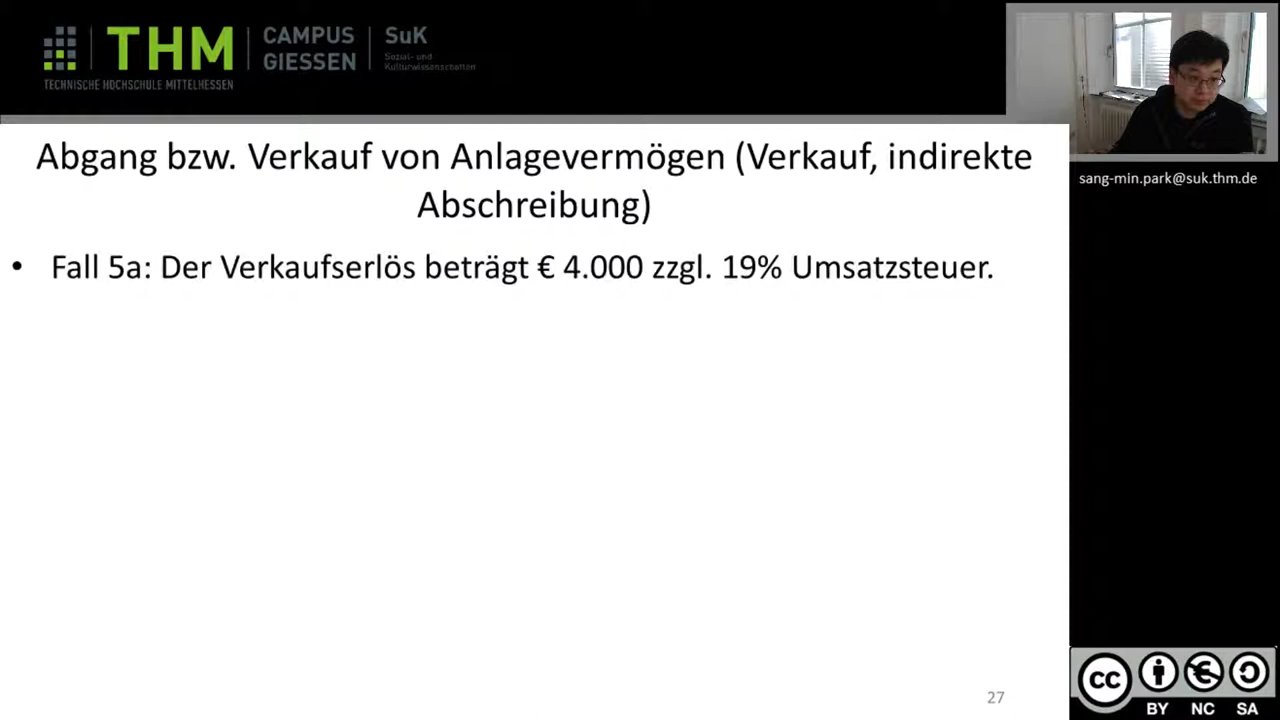 THM
CAMPUS
GIESSEN
SuK
Sozial- und
Kulturwissenschaften
TECHNISCHE HOCHSCHULE MITTELHESSEN
Abgang bzw. Verkauf von Anlagevermögen (Verkauf, indirekte
Abschreibung)
sang-min.park@suk.thm.de
• Fall 5a: Der Verkaufserlös beträgt € 4.000 zzgl. 19% Umsatzsteuer.
27
cc
BY NC SA